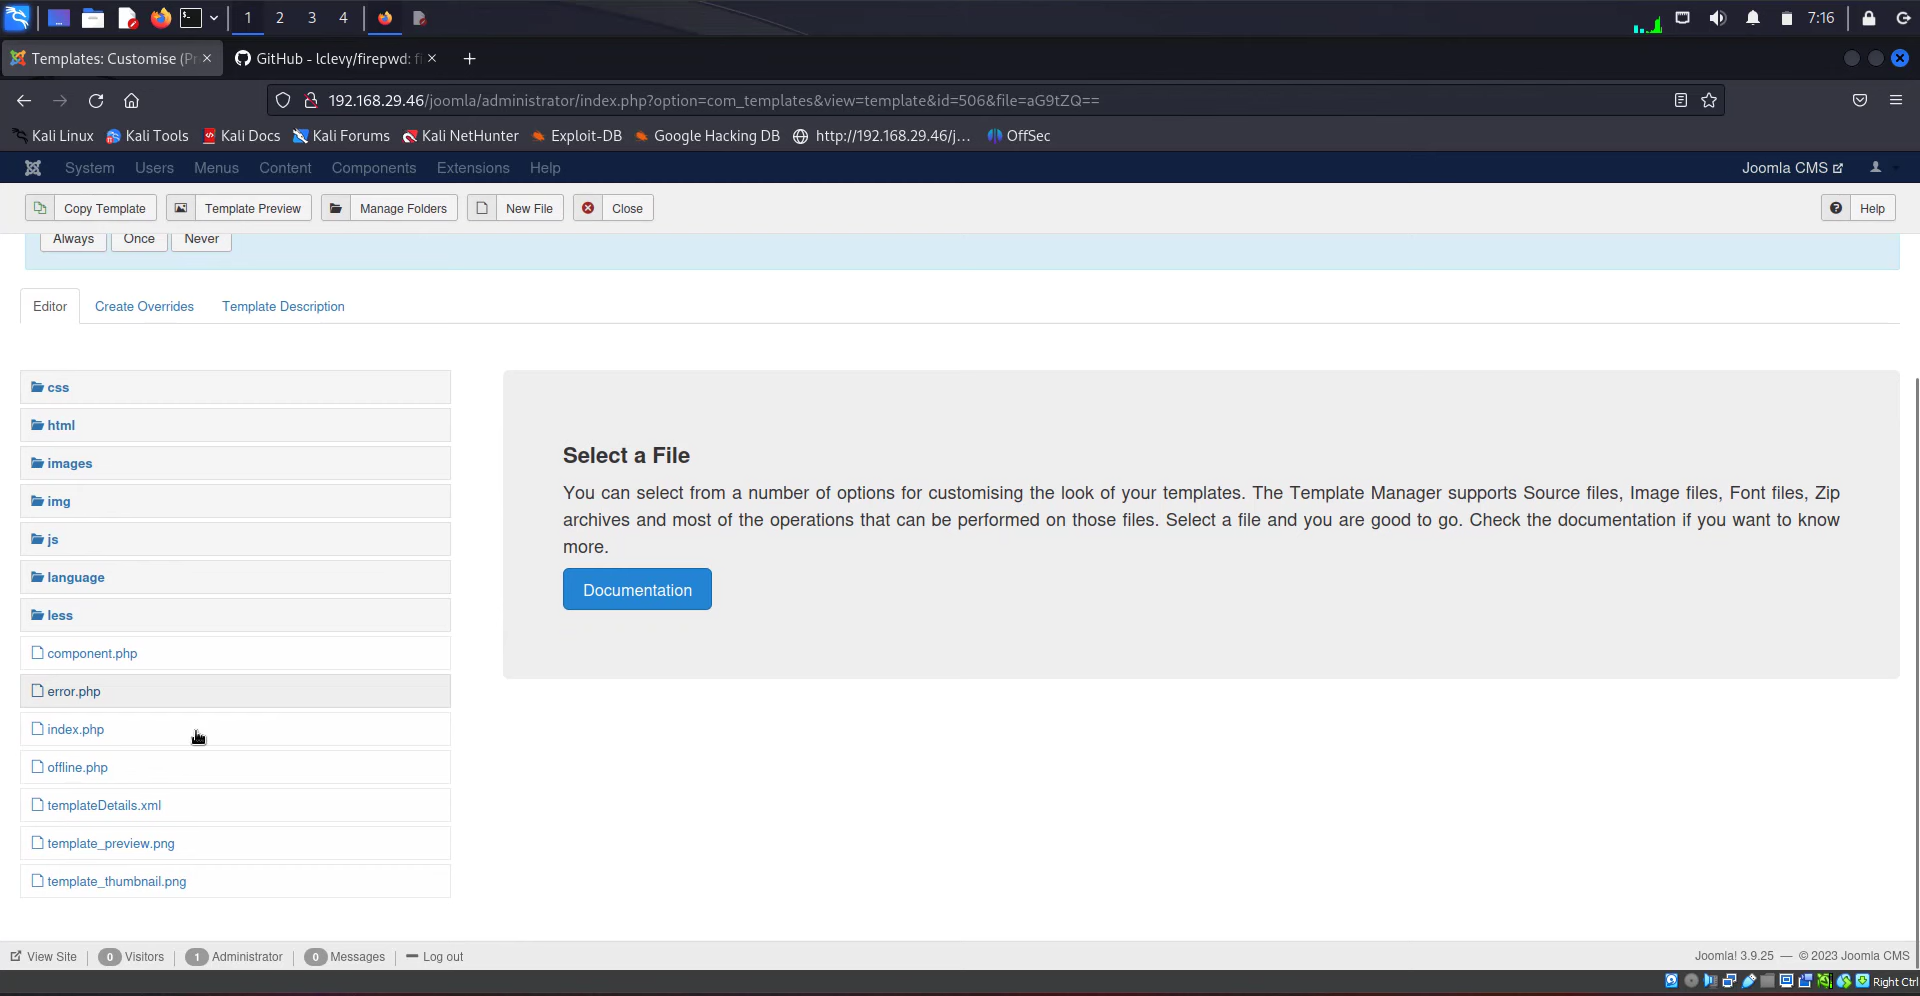 1 2 3 4 7:16
Templates: Customise (Pr GitHub - lclevy/firepwd: fi
192.168.29.46/joomla/administrator/index.php?option=com_templates&view=template&id=506&file=aG9tZQ==
Kali Linux Kali Tools Kali Docs Kali Forums Kali NetHunter Exploit-DB Google Hacking DB http://192.168.29.46/j... OffSec
System Users Menus Content Components Extensions Help Joomla CMS
Copy Template Template Preview Manage Folders New File Close Help
Always Once Never
Editor Create Overrides Template Description
css
html
images
img
js
language
less
component.php
error.php
index.php
offline.php
templateDetails.xml
template_preview.png
template_thumbnail.png
Select a File
You can select from a number of options for customising the look of your templates. The Template Manager supports Source files, Image files, Font files, Zip
archives and most of the operations that can be performed on those files. Select a file and you are good to go. Check the documentation if you want to know
more.
Documentation
View Site 0 Visitors 1 Administrator 0 Messages Log out Joomla! 3.9.25 — © 2023 Joomla CMS
Right Ctrl